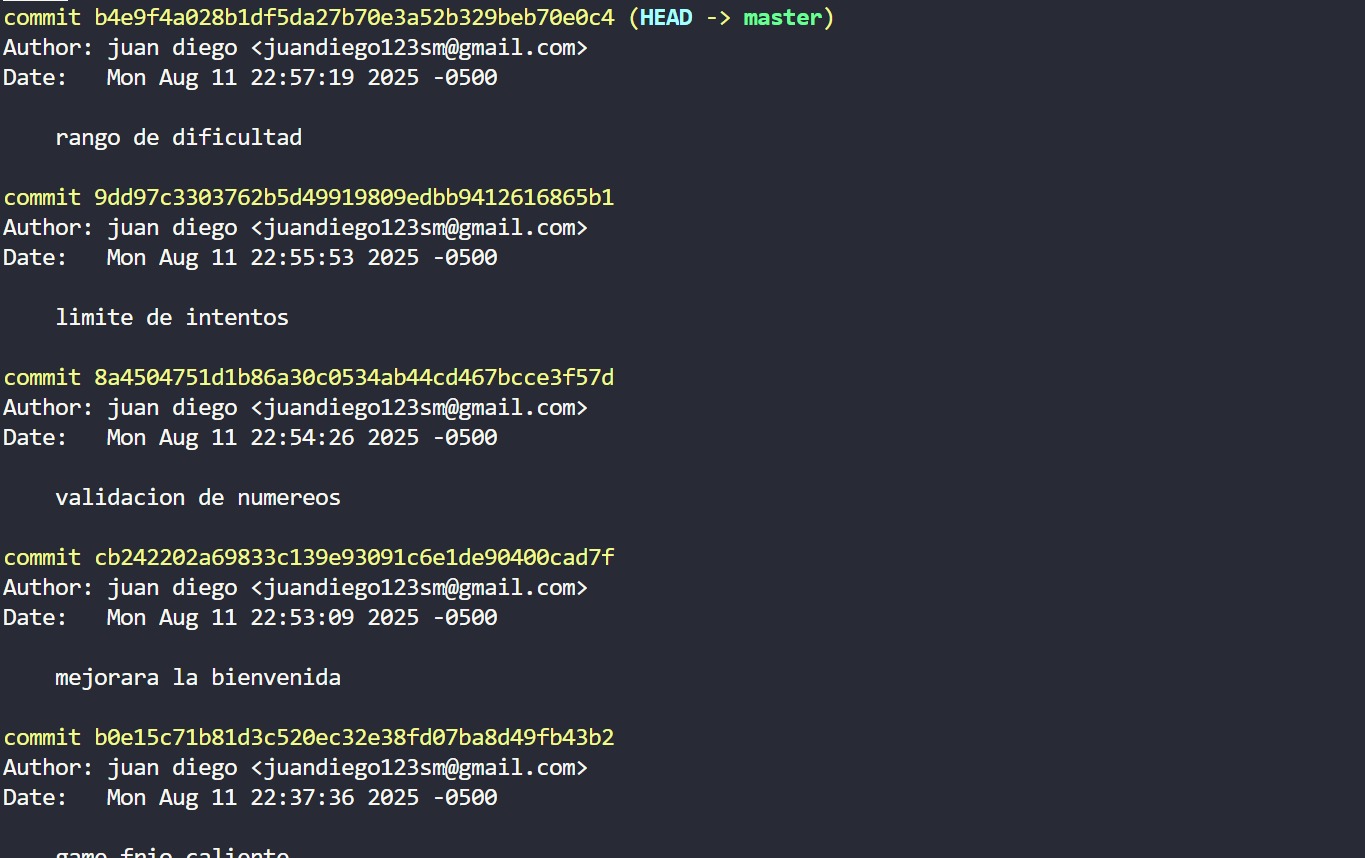 commit b4e9f4a028b1df5da27b70e3a52b329beb70e0c4 (HEAD -> master)
Author: juan diego <juandiego123sm@gmail.com>
Date:   Mon Aug 11 22:57:19 2025 -0500
rango de dificultad
commit 9dd97c3303762b5d49919809edbb9412616865b1
Author: juan diego <juandiego123sm@gmail.com>
Date:   Mon Aug 11 22:55:53 2025 -0500
limite de intentos
commit 8a4504751d1b86a30c0534ab44cd467bcce3f57d
Author: juan diego <juandiego123sm@gmail.com>
Date:   Mon Aug 11 22:54:26 2025 -0500
validacion de numereos
commit cb242202a69833c139e93091c6e1de90400cad7f
Author: juan diego <juandiego123sm@gmail.com>
Date:   Mon Aug 11 22:53:09 2025 -0500
mejorara la bienvenida
commit b0e15c71b81d3c520ec32e38fd07ba8d49fb43b2
Author: juan diego <juandiego123sm@gmail.com>
Date:   Mon Aug 11 22:37:36 2025 -0500
game frio caliente